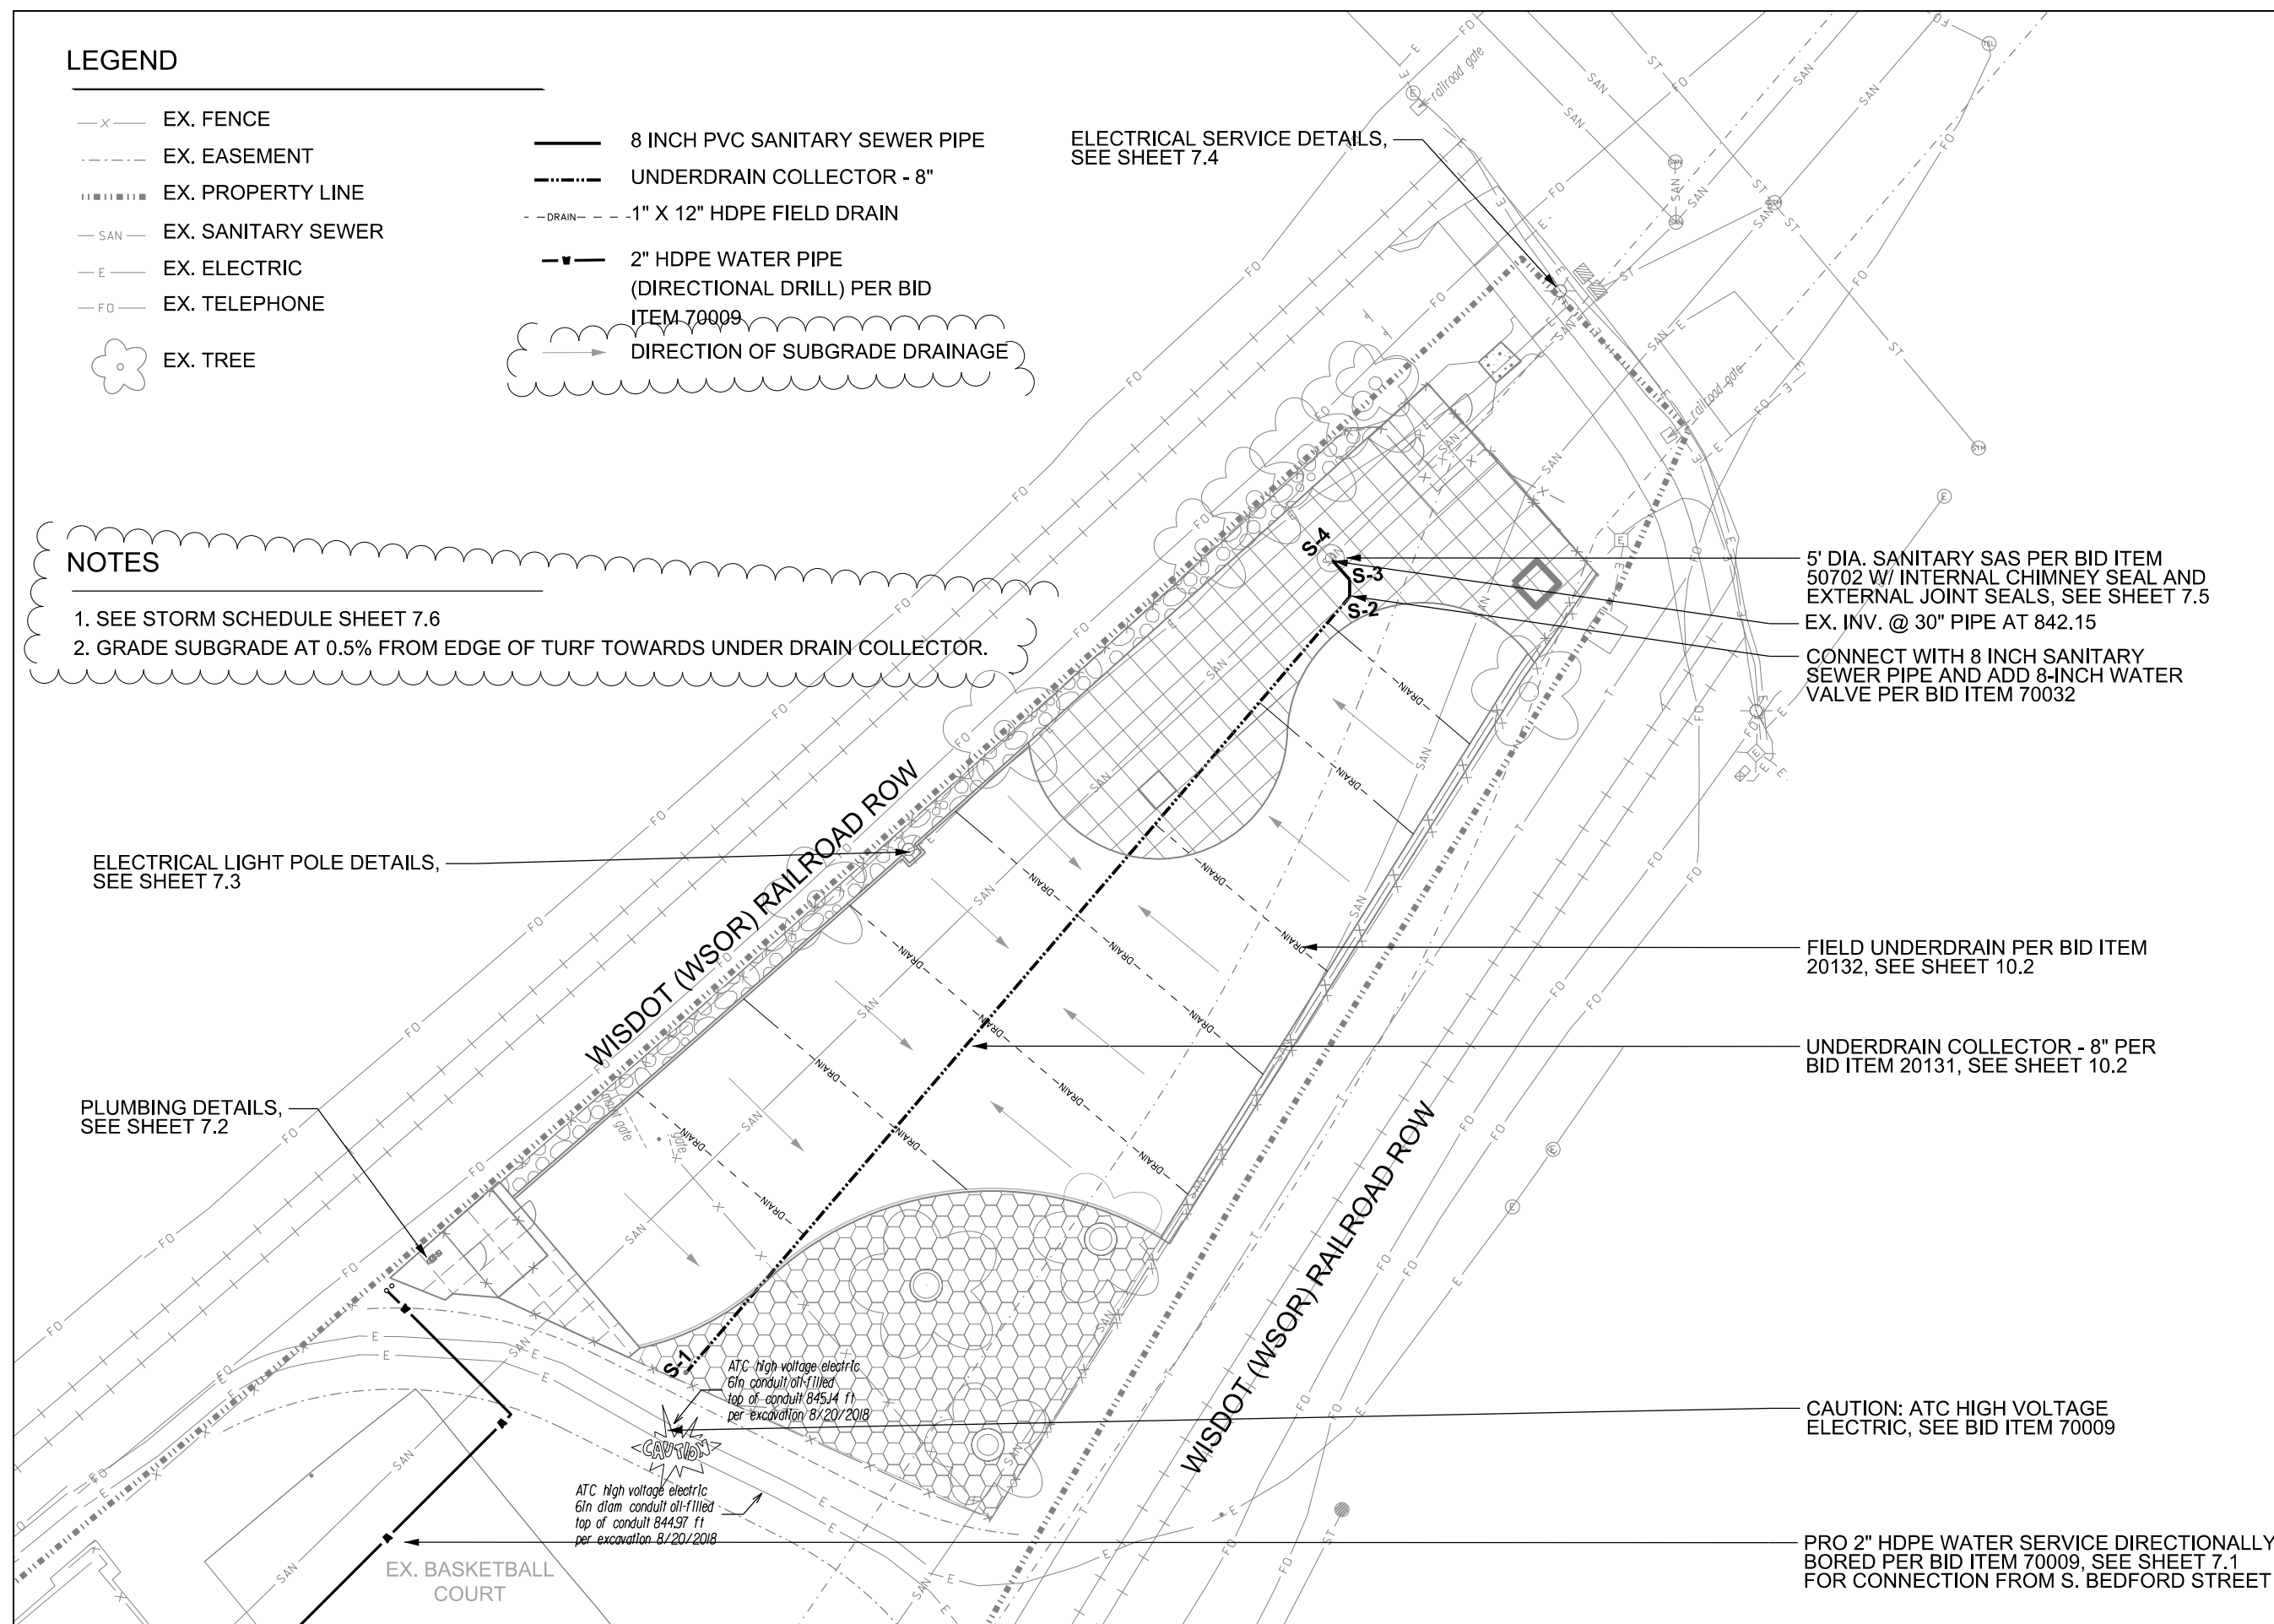 LEGEND
EX. FENCE
EX. EASEMENT
EX. PROPERTY LINE
SAN EX. SANITARY SEWER
E EX. ELECTRIC
FO EX. TELEPHONE
EX. TREE
8 INCH PVC SANITARY SEWER PIPE
UNDERDRAIN COLLECTOR - 8"
DRAIN 1" X 12" HDPE FIELD DRAIN
2" HDPE WATER PIPE
(DIRECTIONAL DRILL) PER BID
ITEM 70009
DIRECTION OF SUBGRADE DRAINAGE
NOTES
1. SEE STORM SCHEDULE SHEET 7.6
2. GRADE SUBGRADE AT 0.5% FROM EDGE OF TURF TOWARDS UNDER DRAIN COLLECTOR.
ELECTRICAL SERVICE DETAILS,
SEE SHEET 7.4
railroad gate
railroad gate
S-4
S-3
S-2
5' DIA. SANITARY SAS PER BID ITEM
50702 W/ INTERNAL CHIMNEY SEAL AND
EXTERNAL JOINT SEALS, SEE SHEET 7.5
EX. INV. @ 30" PIPE AT 842.15
CONNECT WITH 8 INCH SANITARY
SEWER PIPE AND ADD 8-INCH WATER
VALVE PER BID ITEM 70032
WISDOT (WSOR) RAILROAD ROW
ELECTRICAL LIGHT POLE DETAILS,
SEE SHEET 7.3
FIELD UNDERDRAIN PER BID ITEM
20132, SEE SHEET 10.2
UNDERDRAIN COLLECTOR - 8" PER
BID ITEM 20131, SEE SHEET 10.2
PLUMBING DETAILS,
SEE SHEET 7.2
gate
WISDOT (WSOR) RAILROAD ROW
S-1
ATC high voltage electric
6in conduit oil-filled
top of conduit 845.14 ft
per excavation 8/20/2018
CAUTION
ATC high voltage electric
6in diam conduit oil-filled
top of conduit 844.97 ft
per excavation 8/20/2018
CAUTION: ATC HIGH VOLTAGE
ELECTRIC, SEE BID ITEM 70009
EX. BASKETBALL
COURT
PRO 2" HDPE WATER SERVICE DIRECTIONALLY
BORED PER BID ITEM 70009, SEE SHEET 7.1
FOR CONNECTION FROM S. BEDFORD STREET